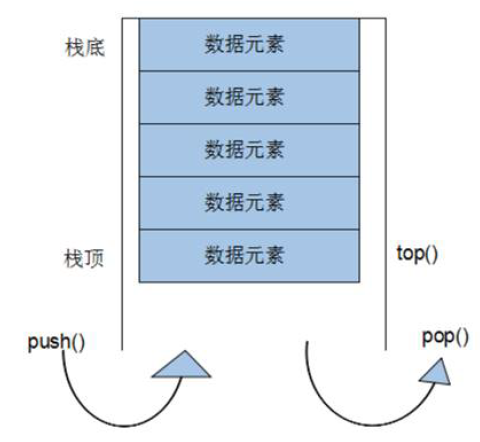 栈底
数据元素
数据元素
数据元素
数据元素
栈顶
数据元素
top()
push()
pop()